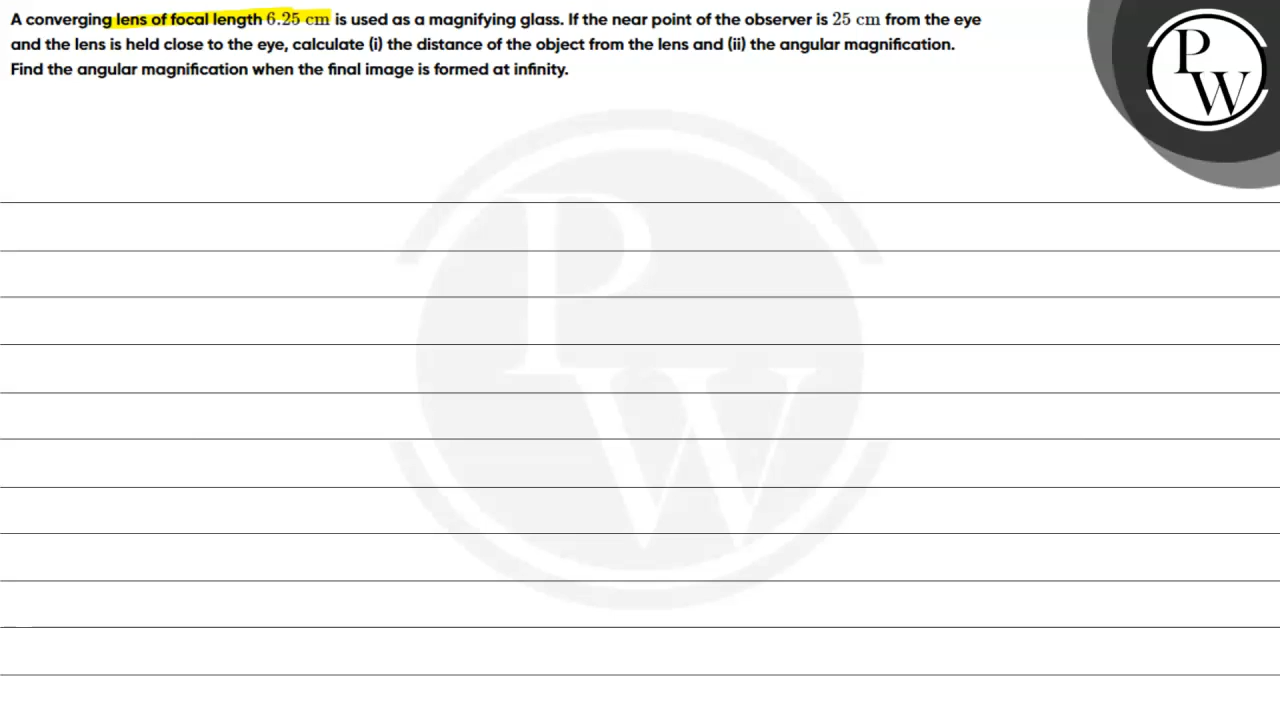 A converging lens of focal length 6.25 cm is used as a magnifying glass. If the near point of the observer is 25 cm from the eye
and the lens is held close to the eye, calculate (i) the distance of the object from the lens and (ii) the angular magnification.
Find the angular magnification when the final image is formed at infinity.
P
W
P
W